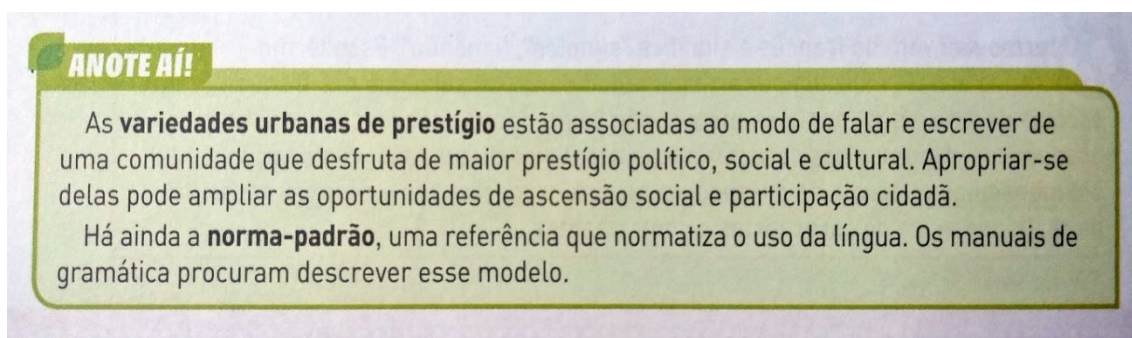 ANOTE AÍ!
As variedades urbanas de prestígio estão associadas ao modo de falar e escrever de
uma comunidade que desfruta de maior prestígio político, social e cultural. Apropriar-se
delas pode ampliar as oportunidades de ascensão social e participação cidadã.
Há ainda a norma-padrão, uma referência que normatiza o uso da língua. Os manuais de
gramática procuram descrever esse modelo.